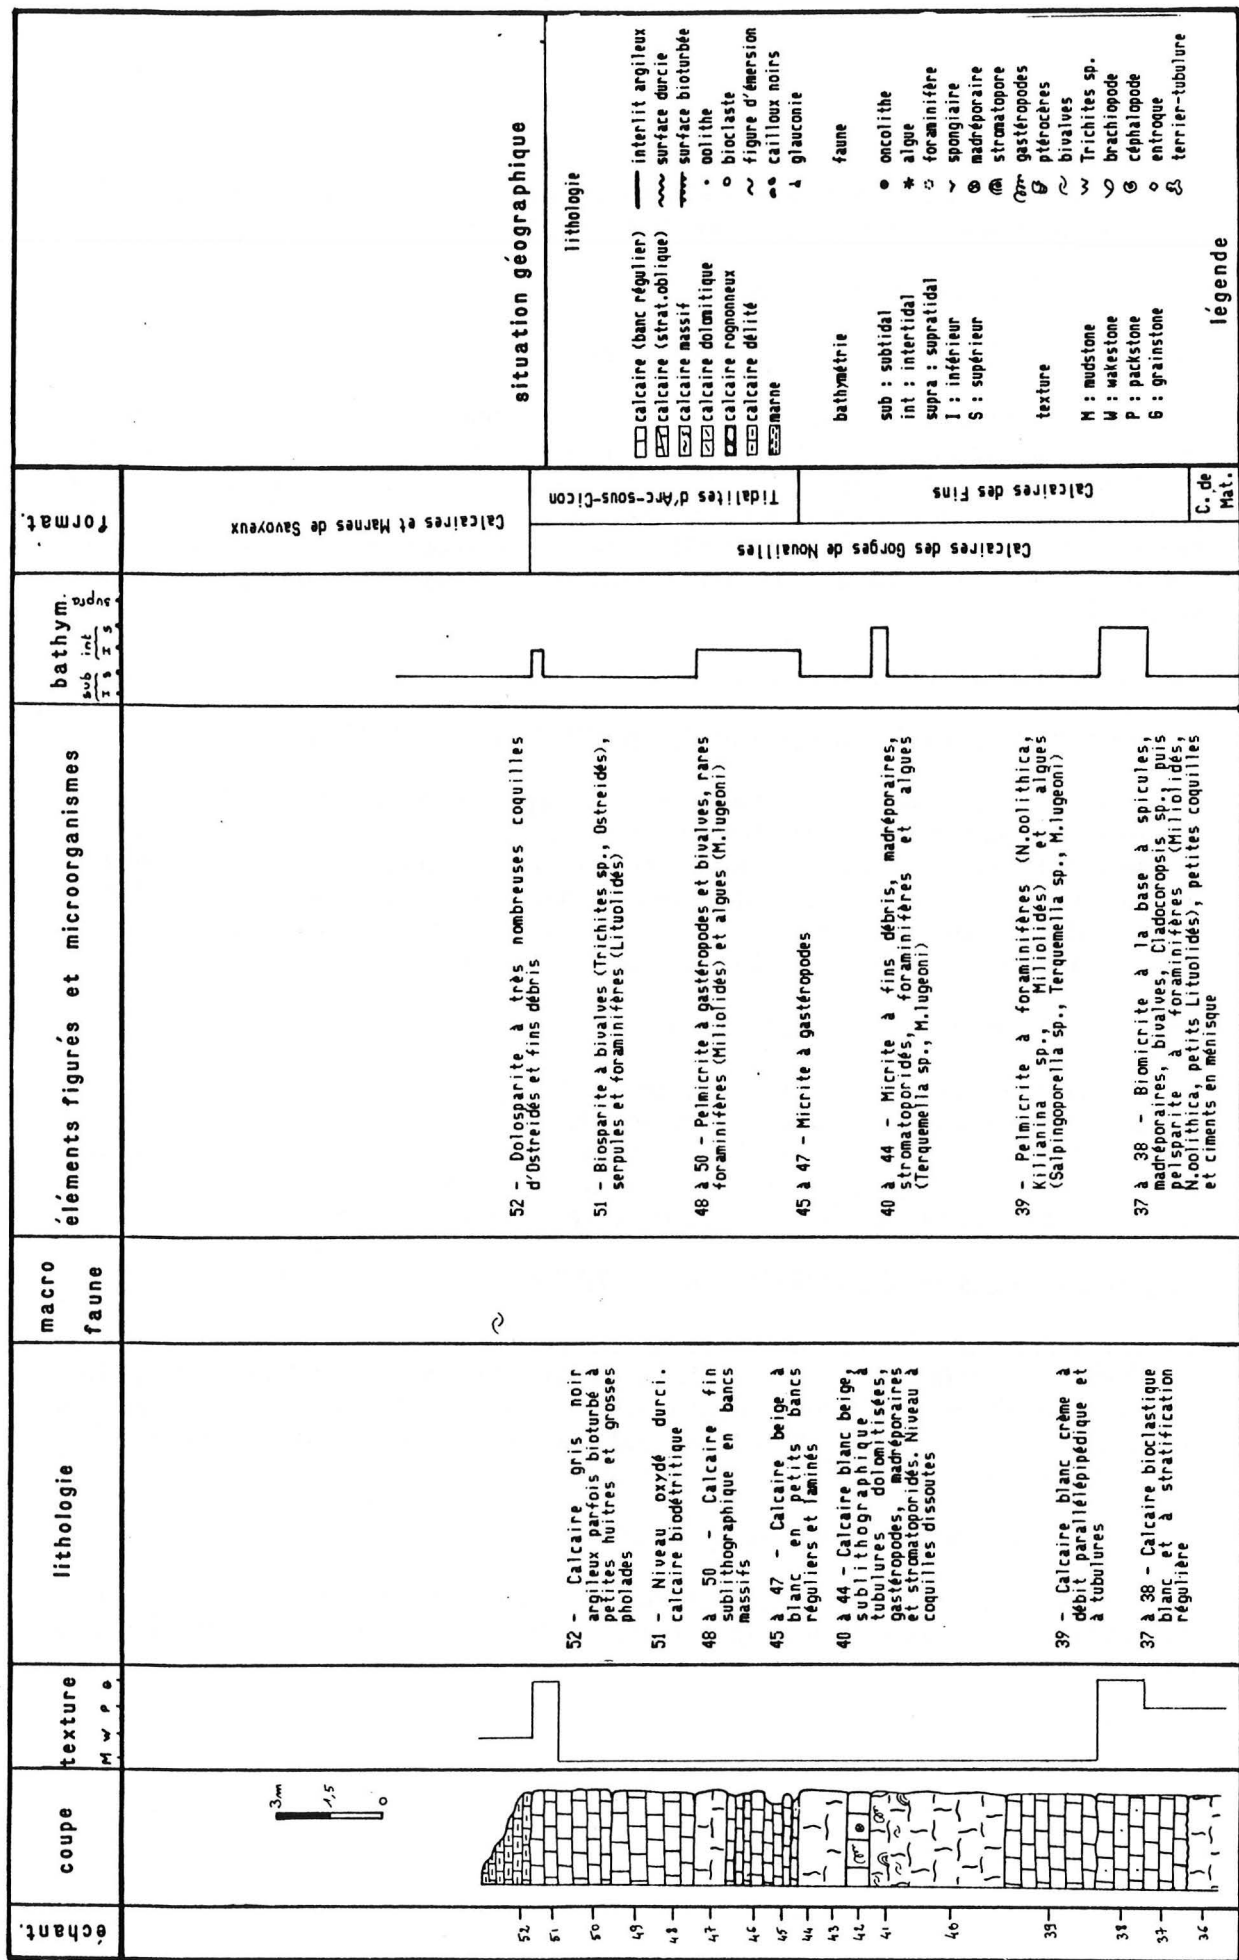 échant.
coupe
texture
M W P G
lithologie
macro
faune
éléments figurés et microorganismes
bathym.
sub int supra
I S I S
format.
3m
1,5
0
52
51
50
49
48
47
46
45
44
43
42
41
40
39
38
37
36
52 - Calcaire gris noir
argileux parfois bioturbé à
petites huitres et grosses
pholades
51 - Niveau oxydé durci.
calcaire biodétritique
48 à 50 - Calcaire fin
sublithographique en bancs
massifs
45 à 47 - Calcaire beige à
blanc en petits bancs
réguliers et laminés
40 à 44 - Calcaire blanc beige,
sublithographique à
tubulures dolomitisées,
gastéropodes, madréporaires
et stromatoporidés. Niveau à
coquilles dissoutes
39 - Calcaire blanc crème à
débit parallélépipédique et
à tubulures
37 à 38 - Calcaire bioclastique
blanc et à stratification
régulière
52 - Dolosparite à très nombreuses coquilles
d'Ostreidés et fins débris
51 - Biosparite à bivalves (Trichites sp., Ostreidés),
serpules et foraminifères (Lituolidés)
48 à 50 - Pelmicrite à gastéropodes et bivalves, rares
foraminifères (Miliolidés) et algues (M.lugeoni)
45 à 47 - Micrite à gastéropodes
40 à 44 - Micrite à fins débris, madréporaires,
stromatoporidés, foraminifères et algues
(Terquemella sp., M.lugeoni)
39 - Pelmicrite à foraminifères (N.oolithica,
Kilianina sp., Miliolidés) et algues
(Salpingoporella sp., Terquemella sp., M.lugeoni)
37 à 38 - Biomicrite à la base à spicules,
madréporaires, bivalves, Cladocoropsis sp., puis
pelsparite à foraminifères (Miliolidés,
N.oolithica, petits Lituolidés), petites coquilles
et ciments en ménisque
Calcaires et Marnes de Savoyeux
Tidalites d'Arc-sous-Cicon
Calcaires des Fins
C. de
Mat.
Calcaires des Gorges de Nouailles
situation géographique
lithologie
calcaire (banc régulier)
calcaire (strat.oblique)
calcaire massif
calcaire dolomitique
calcaire rognonneux
calcaire délité
marne
interlit argileux
surface durcie
surface bioturbée
oolithe
bioclaste
figure d'émersion
cailloux noirs
glauconie
bathymétrie
sub : subtidal
int : intertidal
supra : supratidal
I : inférieur
S : supérieur
texture
M : mudstone
W : wakestone
P : packstone
G : grainstone
faune
oncolithe
algue
foraminifère
spongiaire
madréporaire
stromatopore
gastéropodes
ptérocères
bivalves
Trichites sp.
brachiopode
céphalopode
entroque
terrier-tubulure
légende